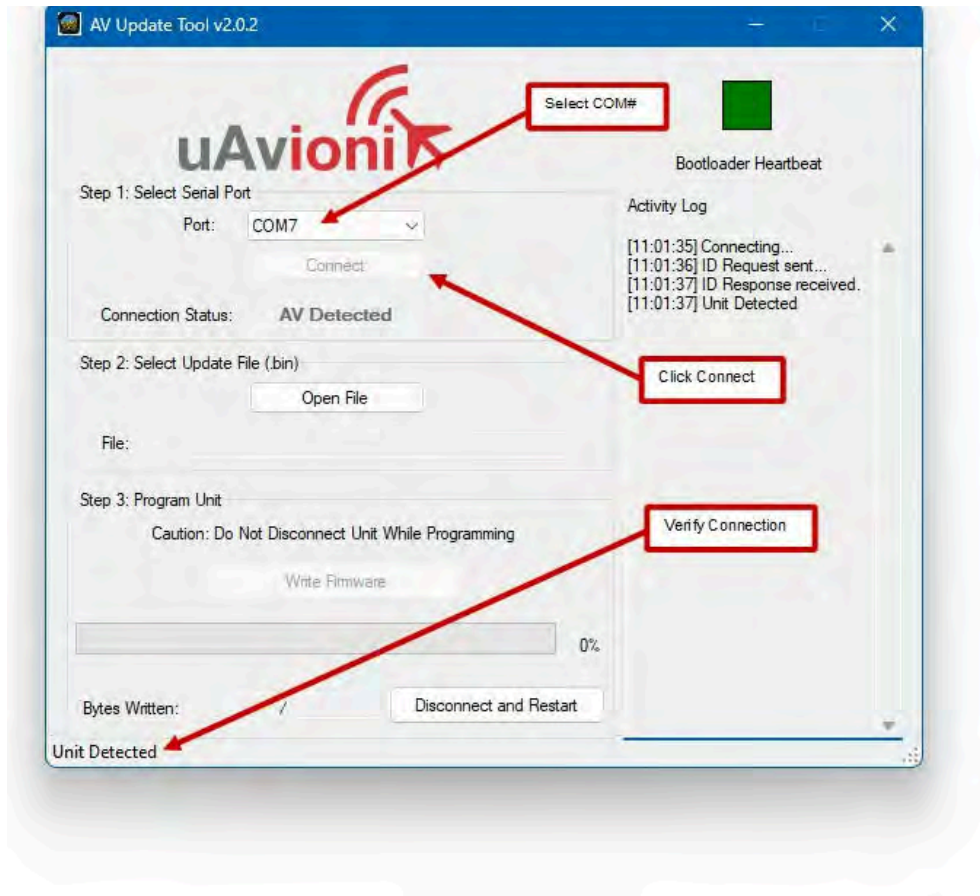 AV Update Tool v2.0.2
Select COM#
uAvioni
Bootloader Heartbeat
Step 1: Select Serial Port
Port: COM7
Connect
Connection Status: AV Detected
Activity Log
[11:01:35] Connecting...
[11:01:36] ID Request sent...
[11:01:37] ID Response received.
[11:01:37] Unit Detected
Click Connect
Step 2: Select Update File (.bin)
Open File
File:
Step 3: Program Unit
Caution: Do Not Disconnect Unit While Programming
Verify Connection
Write Firmware
0%
Bytes Written: /
Disconnect and Restart
Unit Detected